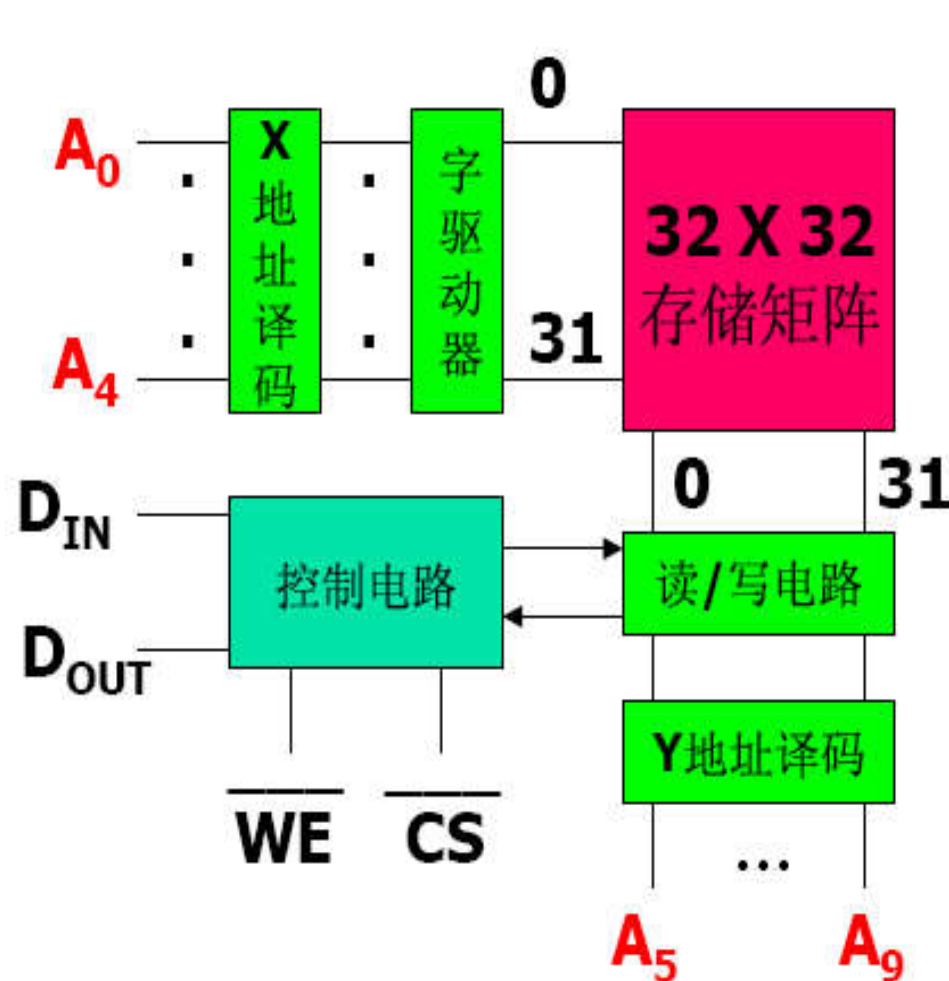 0
A0
X地址译码
字驱动器
32 X 32
存储矩阵
A4
31
0
31
DIN
控制电路
读/写电路
DOUT
Y地址译码
WE
CS
...
A5
A9